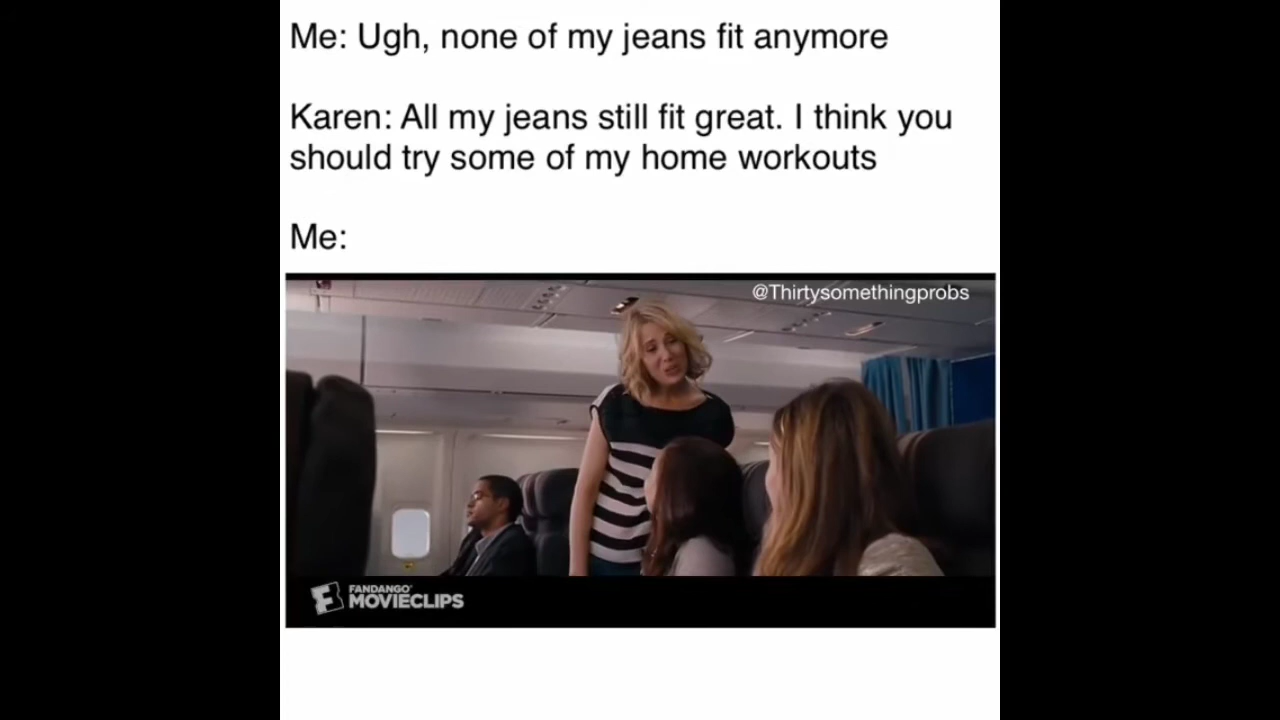 Me: Ugh, none of my jeans fit anymore
Karen: All my jeans still fit great. I think you
should try some of my home workouts
Me:
@Thirtysomethingprobs
FANDANGO
MOVIECLIPS